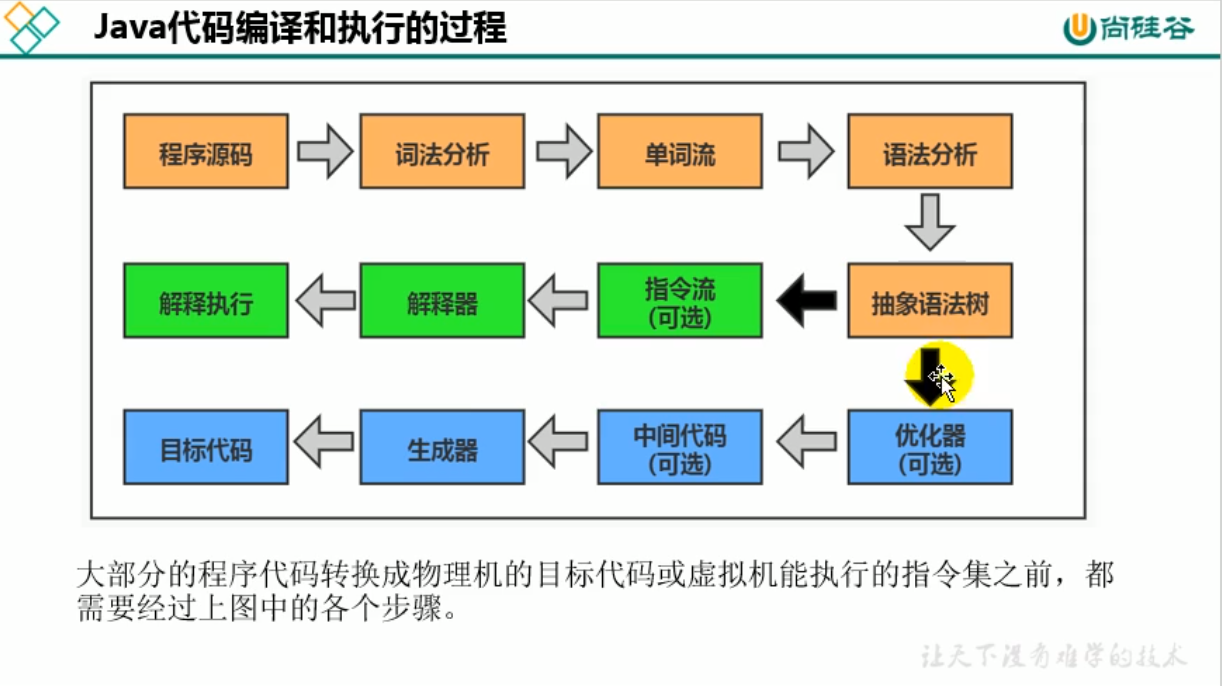 Java代码编译和执行的过程
尚硅谷
程序源码
词法分析
单词流
语法分析
解释执行
解释器
指令流
(可选)
抽象语法树
目标代码
生成器
中间代码
(可选)
优化器
(可选)
大部分的程序代码转换成物理机的目标代码或虚拟机能执行的指令集之前，都
需要经过上图中的各个步骤。
让天下没有难学的技术